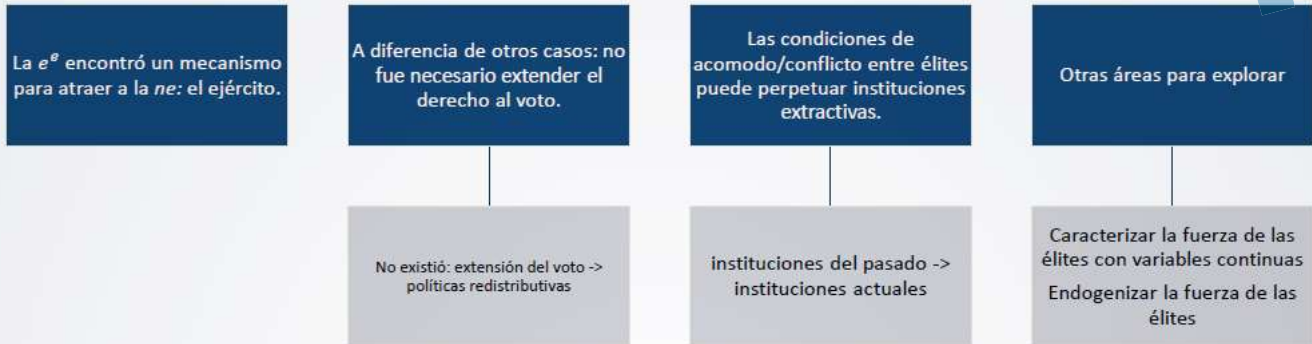 La eᵉ encontró un mecanismo
para atraer a la ne: el ejército.
A diferencia de otros casos: no
fue necesario extender el
derecho al voto.
No existió: extensión del voto ->
políticas redistributivas
Las condiciones de
acomodo/conflicto entre élites
puede perpetuar instituciones
extractivas.
instituciones del pasado ->
instituciones actuales
Otras áreas para explorar
Caracterizar la fuerza de las
élites con variables continuas
Endogenizar la fuerza de las
élites